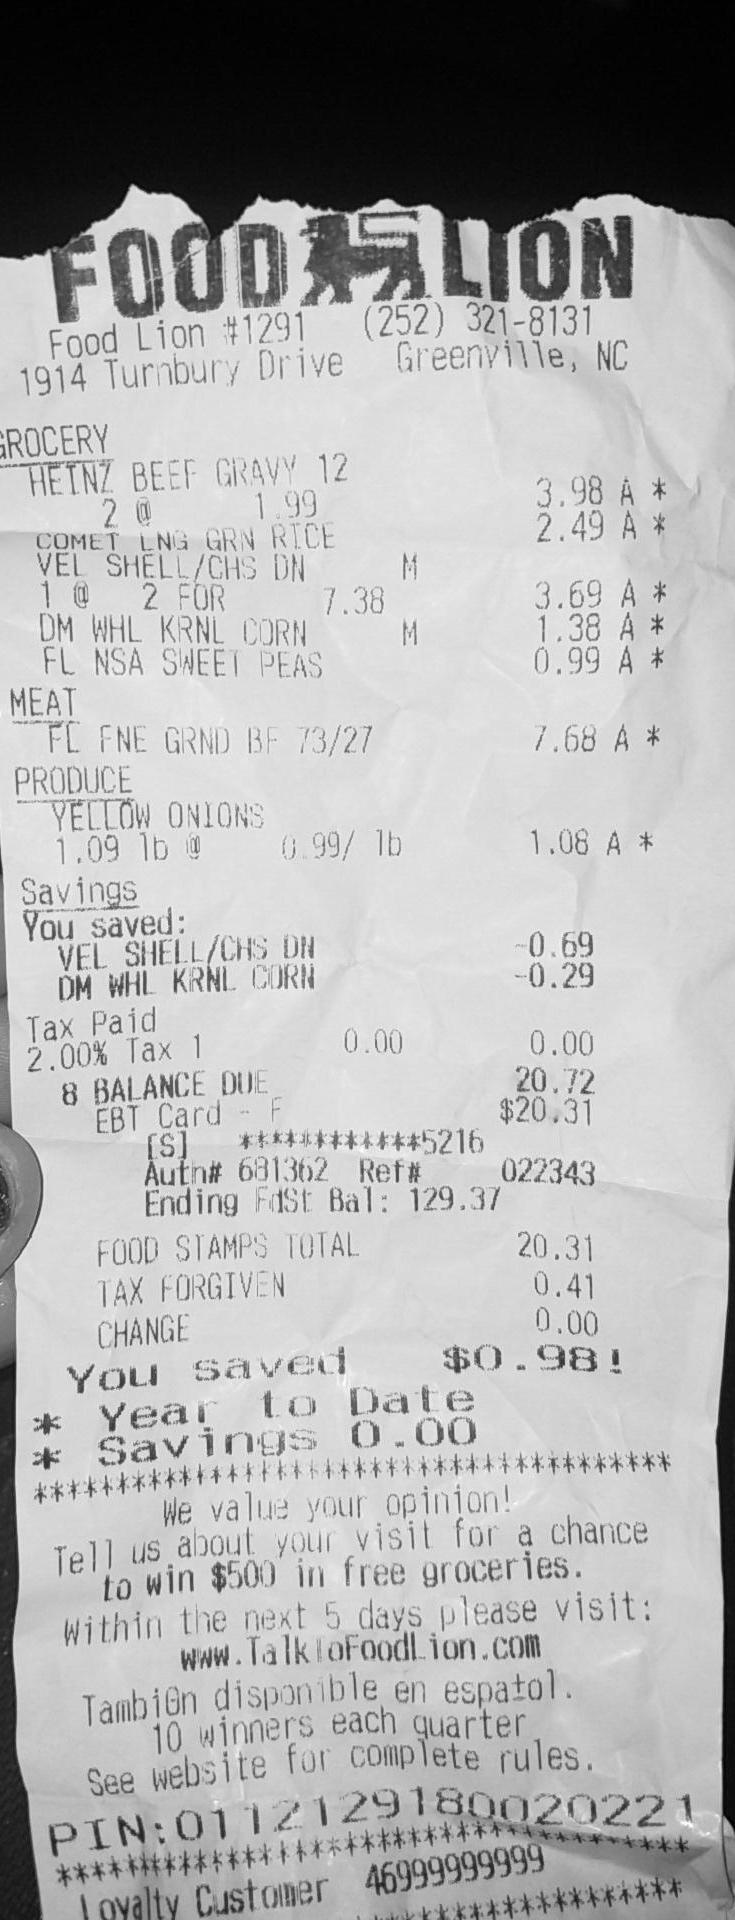 FOOD LION
Food Lion #1291 (252) 321-8131
1914 Turnbury Drive Greenville, NC
GROCERY
HEINZ BEEF GRAVY 12
2 @ 1.99 3.98 A *
COMET LNG GRN RICE 2.49 A *
VEL SHELL/CHS DN M
1 @ 2 FOR 7.38 3.69 A *
DM WHL KRNL CORN M 1.38 A *
FL NSA SWEET PEAS 0.99 A *
MEAT
FL FNE GRND BF 73/27 7.68 A *
PRODUCE
YELLOW ONIONS
1.09 lb @ 0.99/ lb 1.08 A *
Savings
You saved:
VEL SHELL/CHS DN -0.69
DM WHL KRNL CORN -0.29
Tax Paid
2.00% Tax 1 0.00 0.00
8 BALANCE DUE 20.72
EBT Card - F $20.31
[S] ************5216
Auth# 681362 Ref# 022343
Ending FdSt Bal: 129.37
FOOD STAMPS TOTAL 20.31
TAX FORGIVEN 0.41
CHANGE 0.00
You saved $0.98!
* Year to Date
* Savings 0.00
****************************************
We value your opinion!
Tell us about your visit for a chance
to win $500 in free groceries.
Within the next 5 days please visit:
www.TalkToFoodLion.com
TambiΘn disponible en espa±ol.
10 winners each quarter
See website for complete rules.
PIN:0112129180020221
****************************************
Loyalty Customer 46999999999